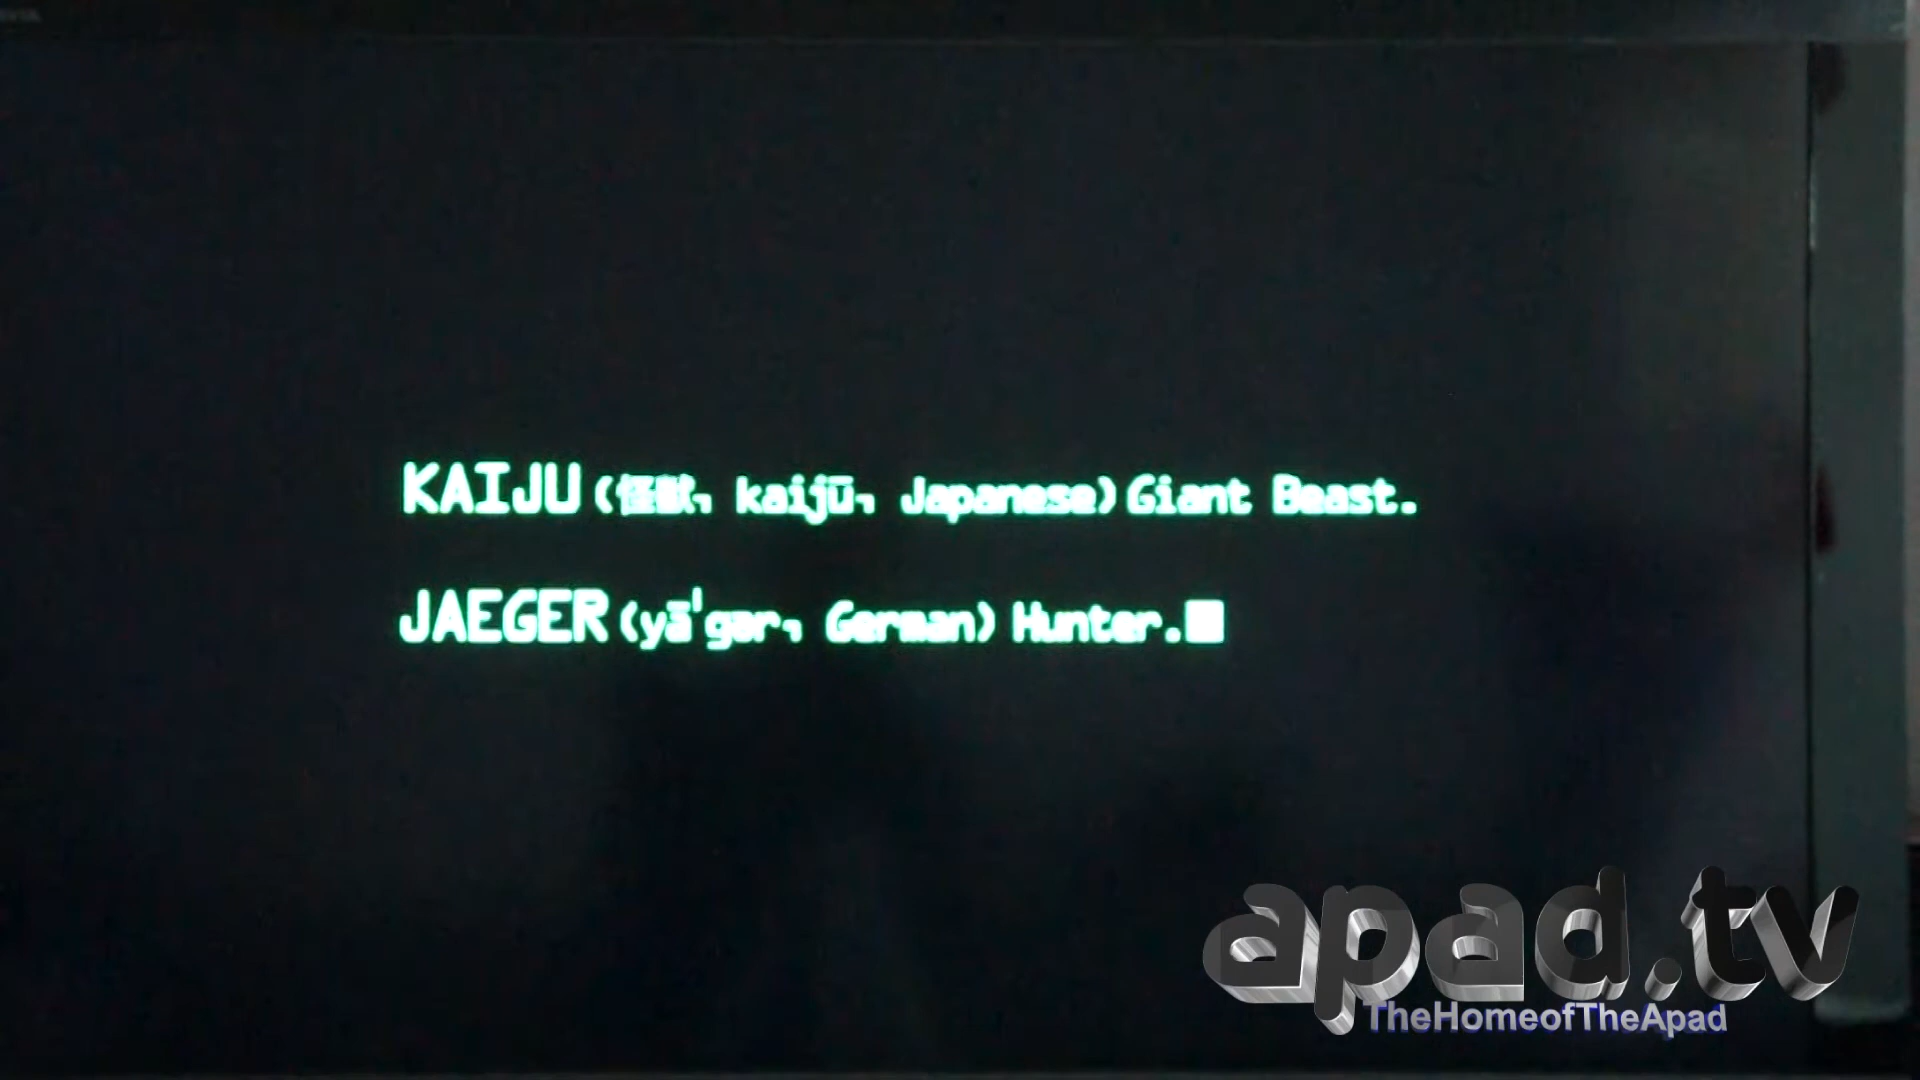 KAIJU (怪獣, kaijū, Japanese) Giant Beast.
JAEGER (yā'gər, German) Hunter.
apad.tv
TheHomeofTheApad